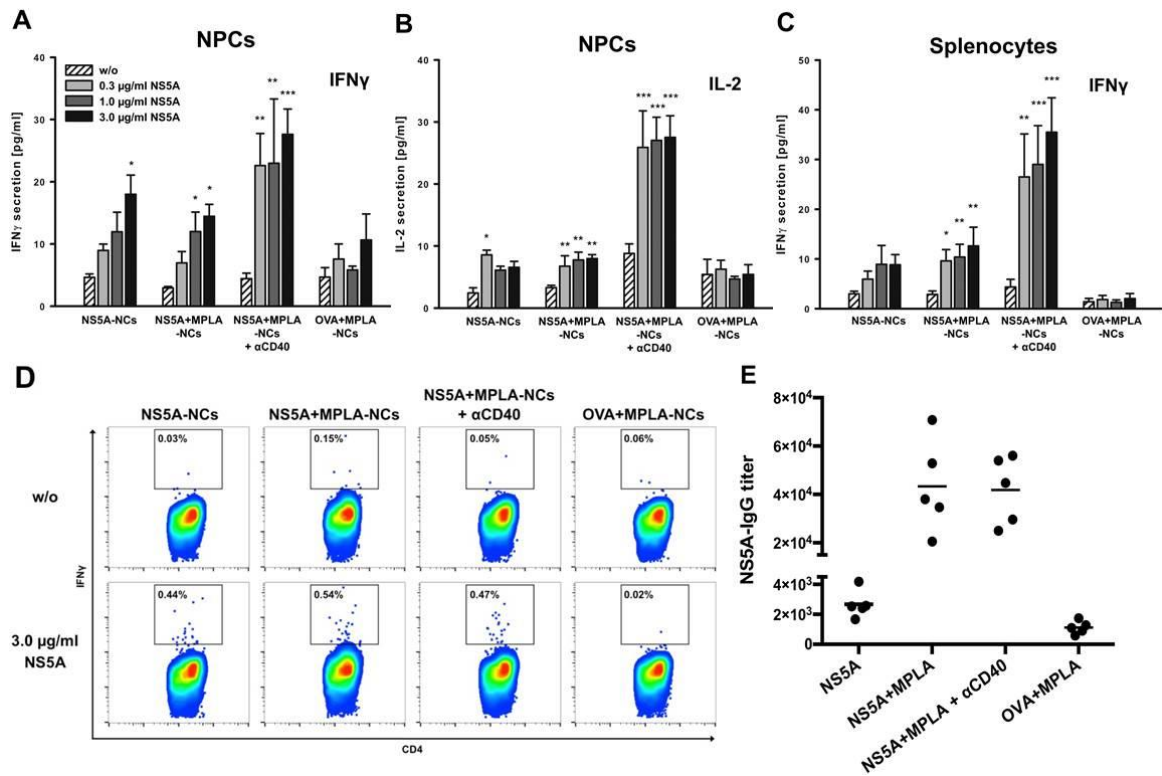 A
NPCs
w/o
0.3 µg/ml NS5A
1.0 µg/ml NS5A
3.0 µg/ml NS5A
IFNγ
IFNγ secretion [pg/ml]
40
30
20
10
0
*
* *
** ** ***
NS5A-NCs
NS5A+MPLA
-NCs
NS5A+MPLA
-NCs
+ αCD40
OVA+MPLA
-NCs
B
NPCs
IL-2
IL-2 secretion [pg/ml]
40
30
20
10
0
*
** ** **
*** *** ***
NS5A-NCs
NS5A+MPLA
-NCs
NS5A+MPLA
-NCs
+ αCD40
OVA+MPLA
-NCs
C
Splenocytes
IFNγ
IFNγ secretion [pg/ml]
50
40
30
20
10
0
* ** **
** *** ***
NS5A-NCs
NS5A+MPLA
-NCs
NS5A+MPLA
-NCs
+ αCD40
OVA+MPLA
-NCs
D
NS5A-NCs
NS5A+MPLA-NCs
NS5A+MPLA-NCs
+ αCD40
OVA+MPLA-NCs
w/o
0.03%
0.15%*
0.05%
0.06%
3.0 µg/ml
NS5A
0.44%
0.54%
0.47%
0.02%
IFNγ
CD4
E
NS5A-IgG titer
8×10⁴
6×10⁴
4×10⁴
2×10⁴
4×10³
2×10³
0
NS5A
NS5A+MPLA
NS5A+MPLA + αCD40
OVA+MPLA